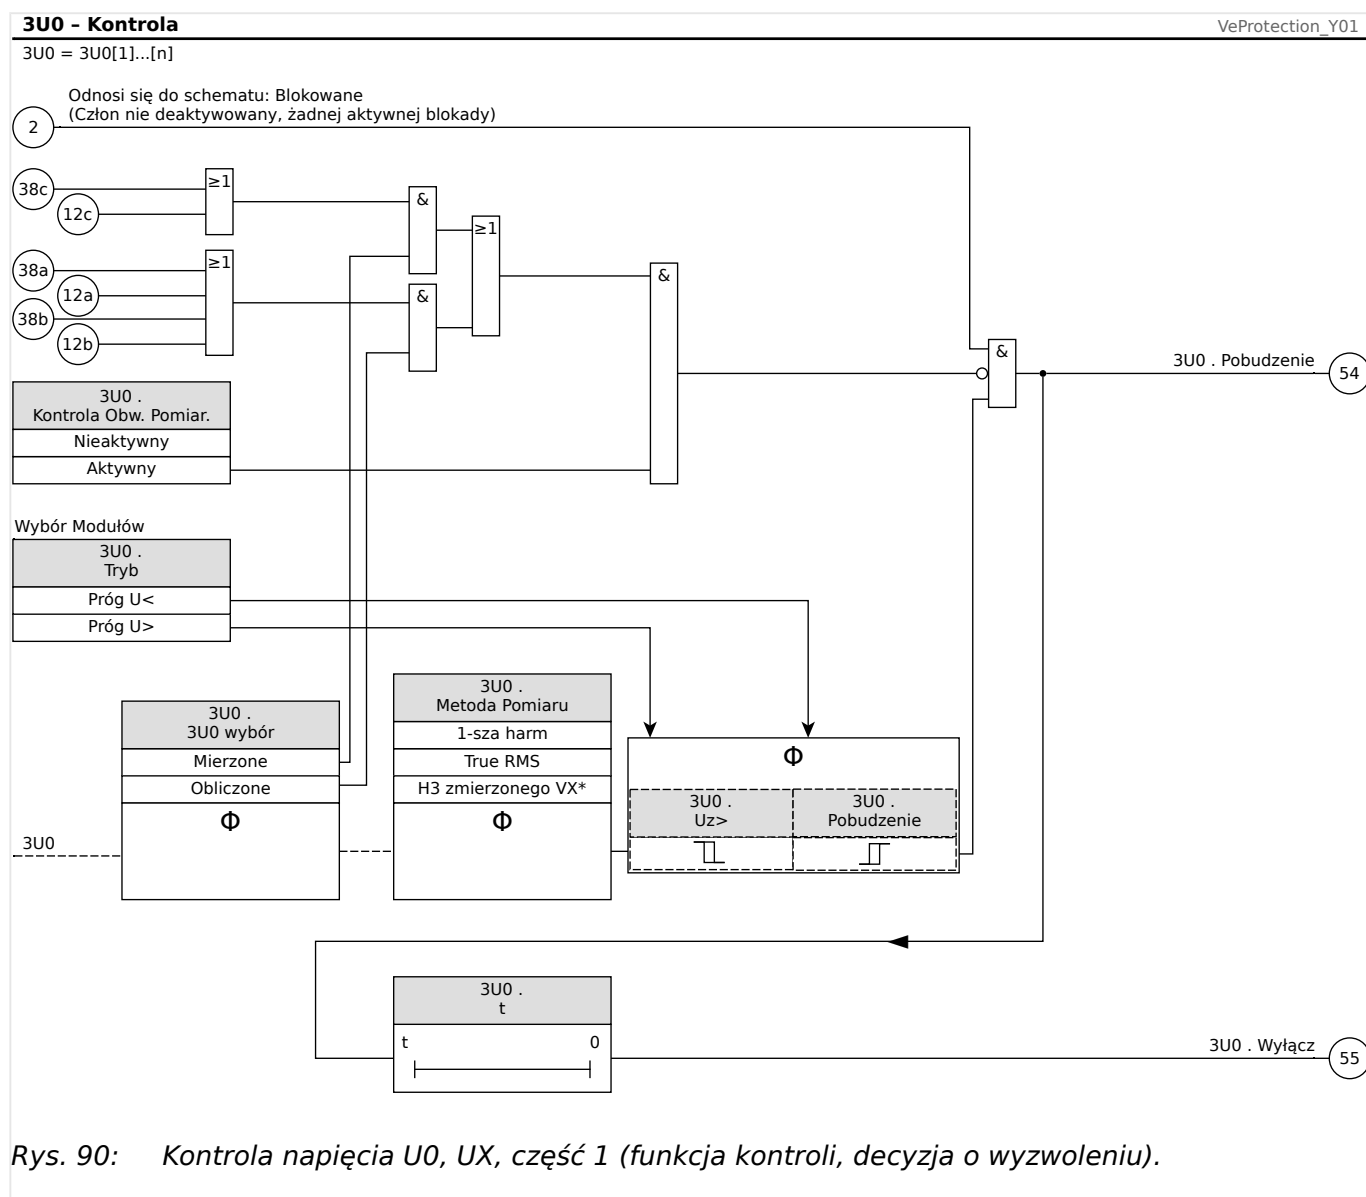 3U0 – Kontrola
VeProtection_Y01
3U0 = 3U0[1]...[n]
Odnosi się do schematu: Blokowane
(Człon nie deaktywowany, żadnej aktywnej blokady)
2
38c
≥1
12c
&
≥1
38a
≥1
12a
38b
12b
&
&
&
3U0 . Pobudzenie
54
3U0 .
Kontrola Obw. Pomiar.
Nieaktywny
Aktywny
Wybór Modułów
3U0 .
Tryb
Próg U<
Próg U>
3U0 .
3U0 wybór
Mierzone
Obliczone
Φ
3U0
3U0 .
Metoda Pomiaru
1-sza harm
True RMS
H3 zmierzonego VX*
Φ
Φ
3U0 .
Uz>
3U0 .
Pobudzenie
3U0 .
t
t 0
3U0 . Wyłącz
55
Rys. 90: Kontrola napięcia U0, UX, część 1 (funkcja kontroli, decyzja o wyzwoleniu).